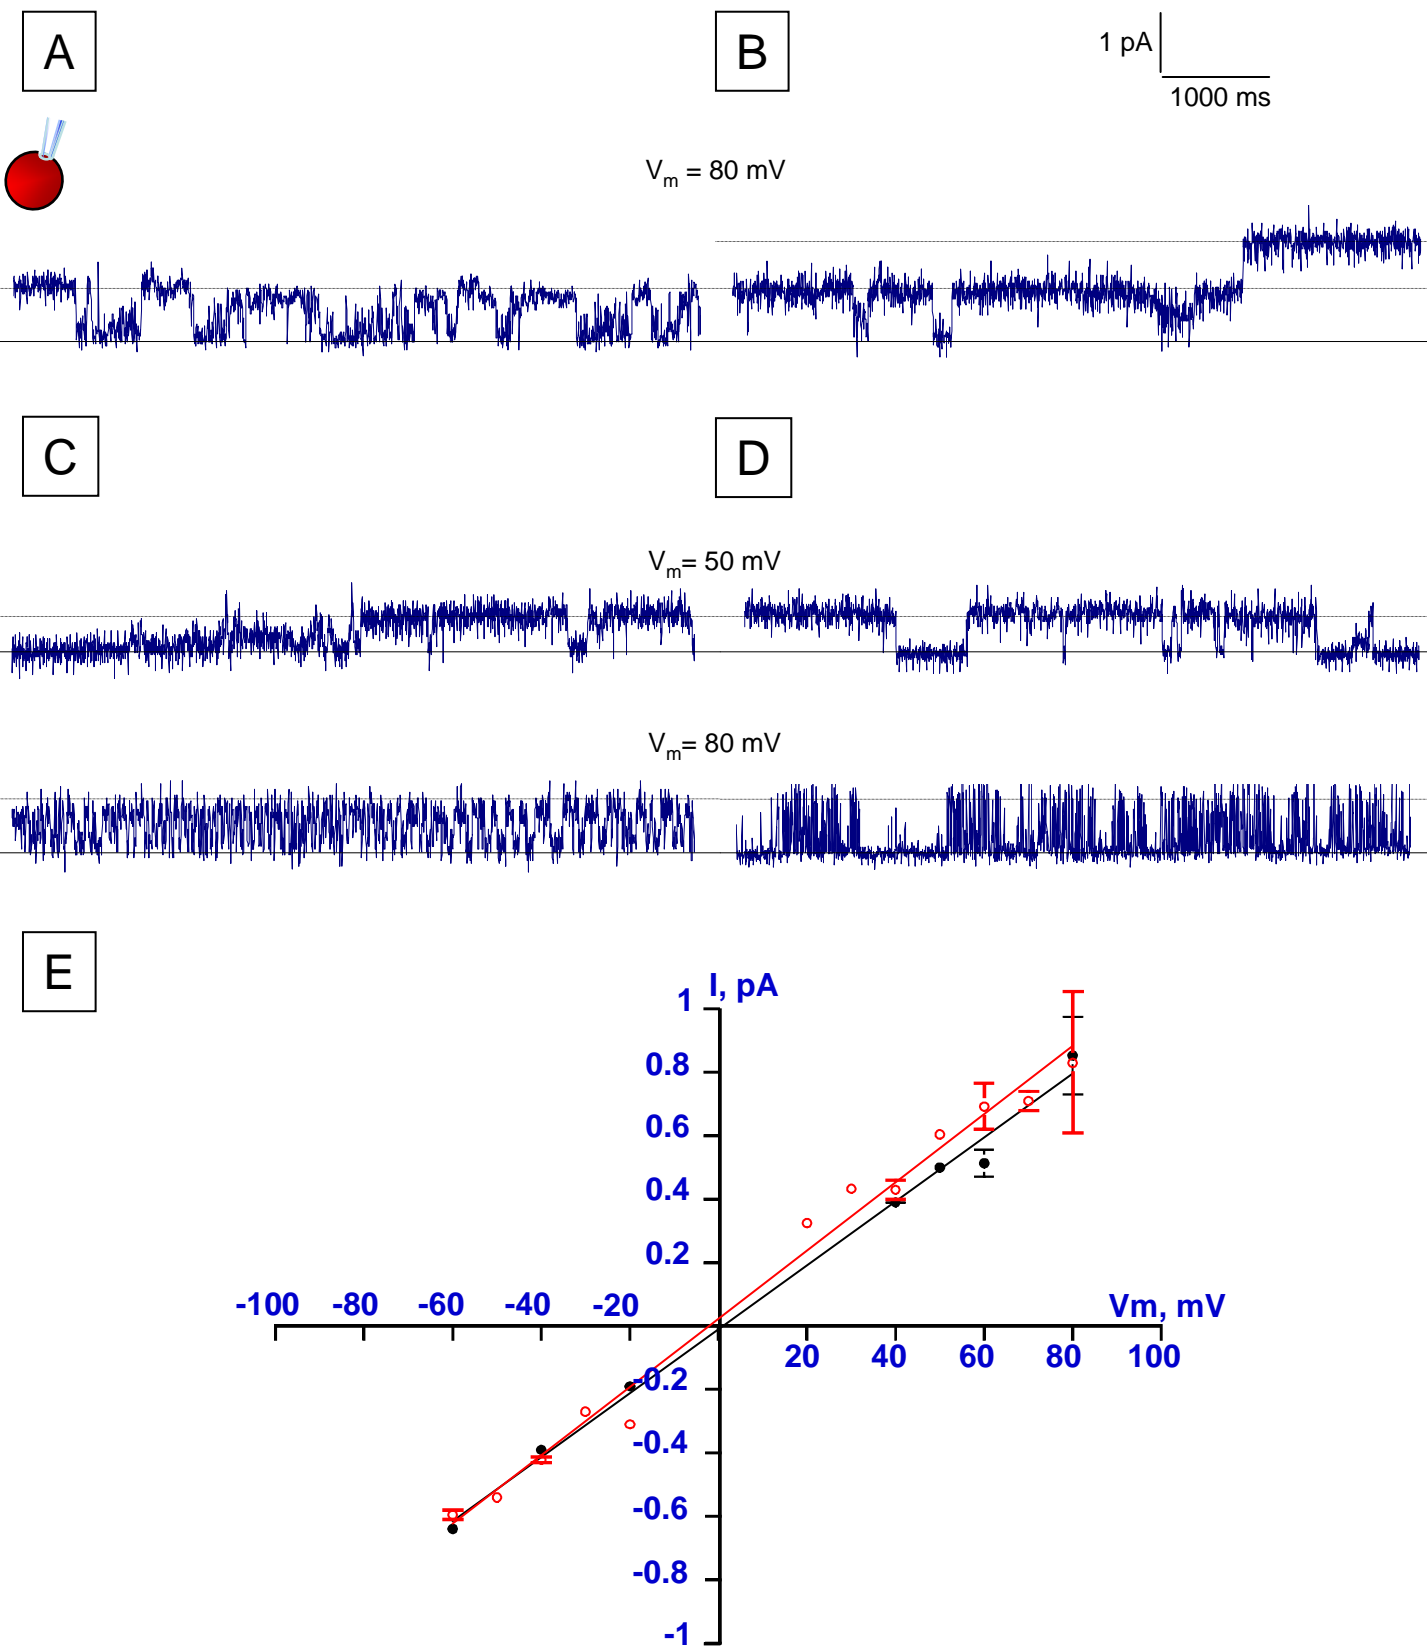 A
B
1 pA
1000 ms
Vm = 80 mV
C
D
Vm= 50 mV
Vm= 80 mV
E
I, pA
1
0.8
0.6
0.4
0.2
-100 -80 -60 -40 -20
Vm, mV
20 40 60 80 100
-0.2
-0.4
-0.6
-0.8
-1